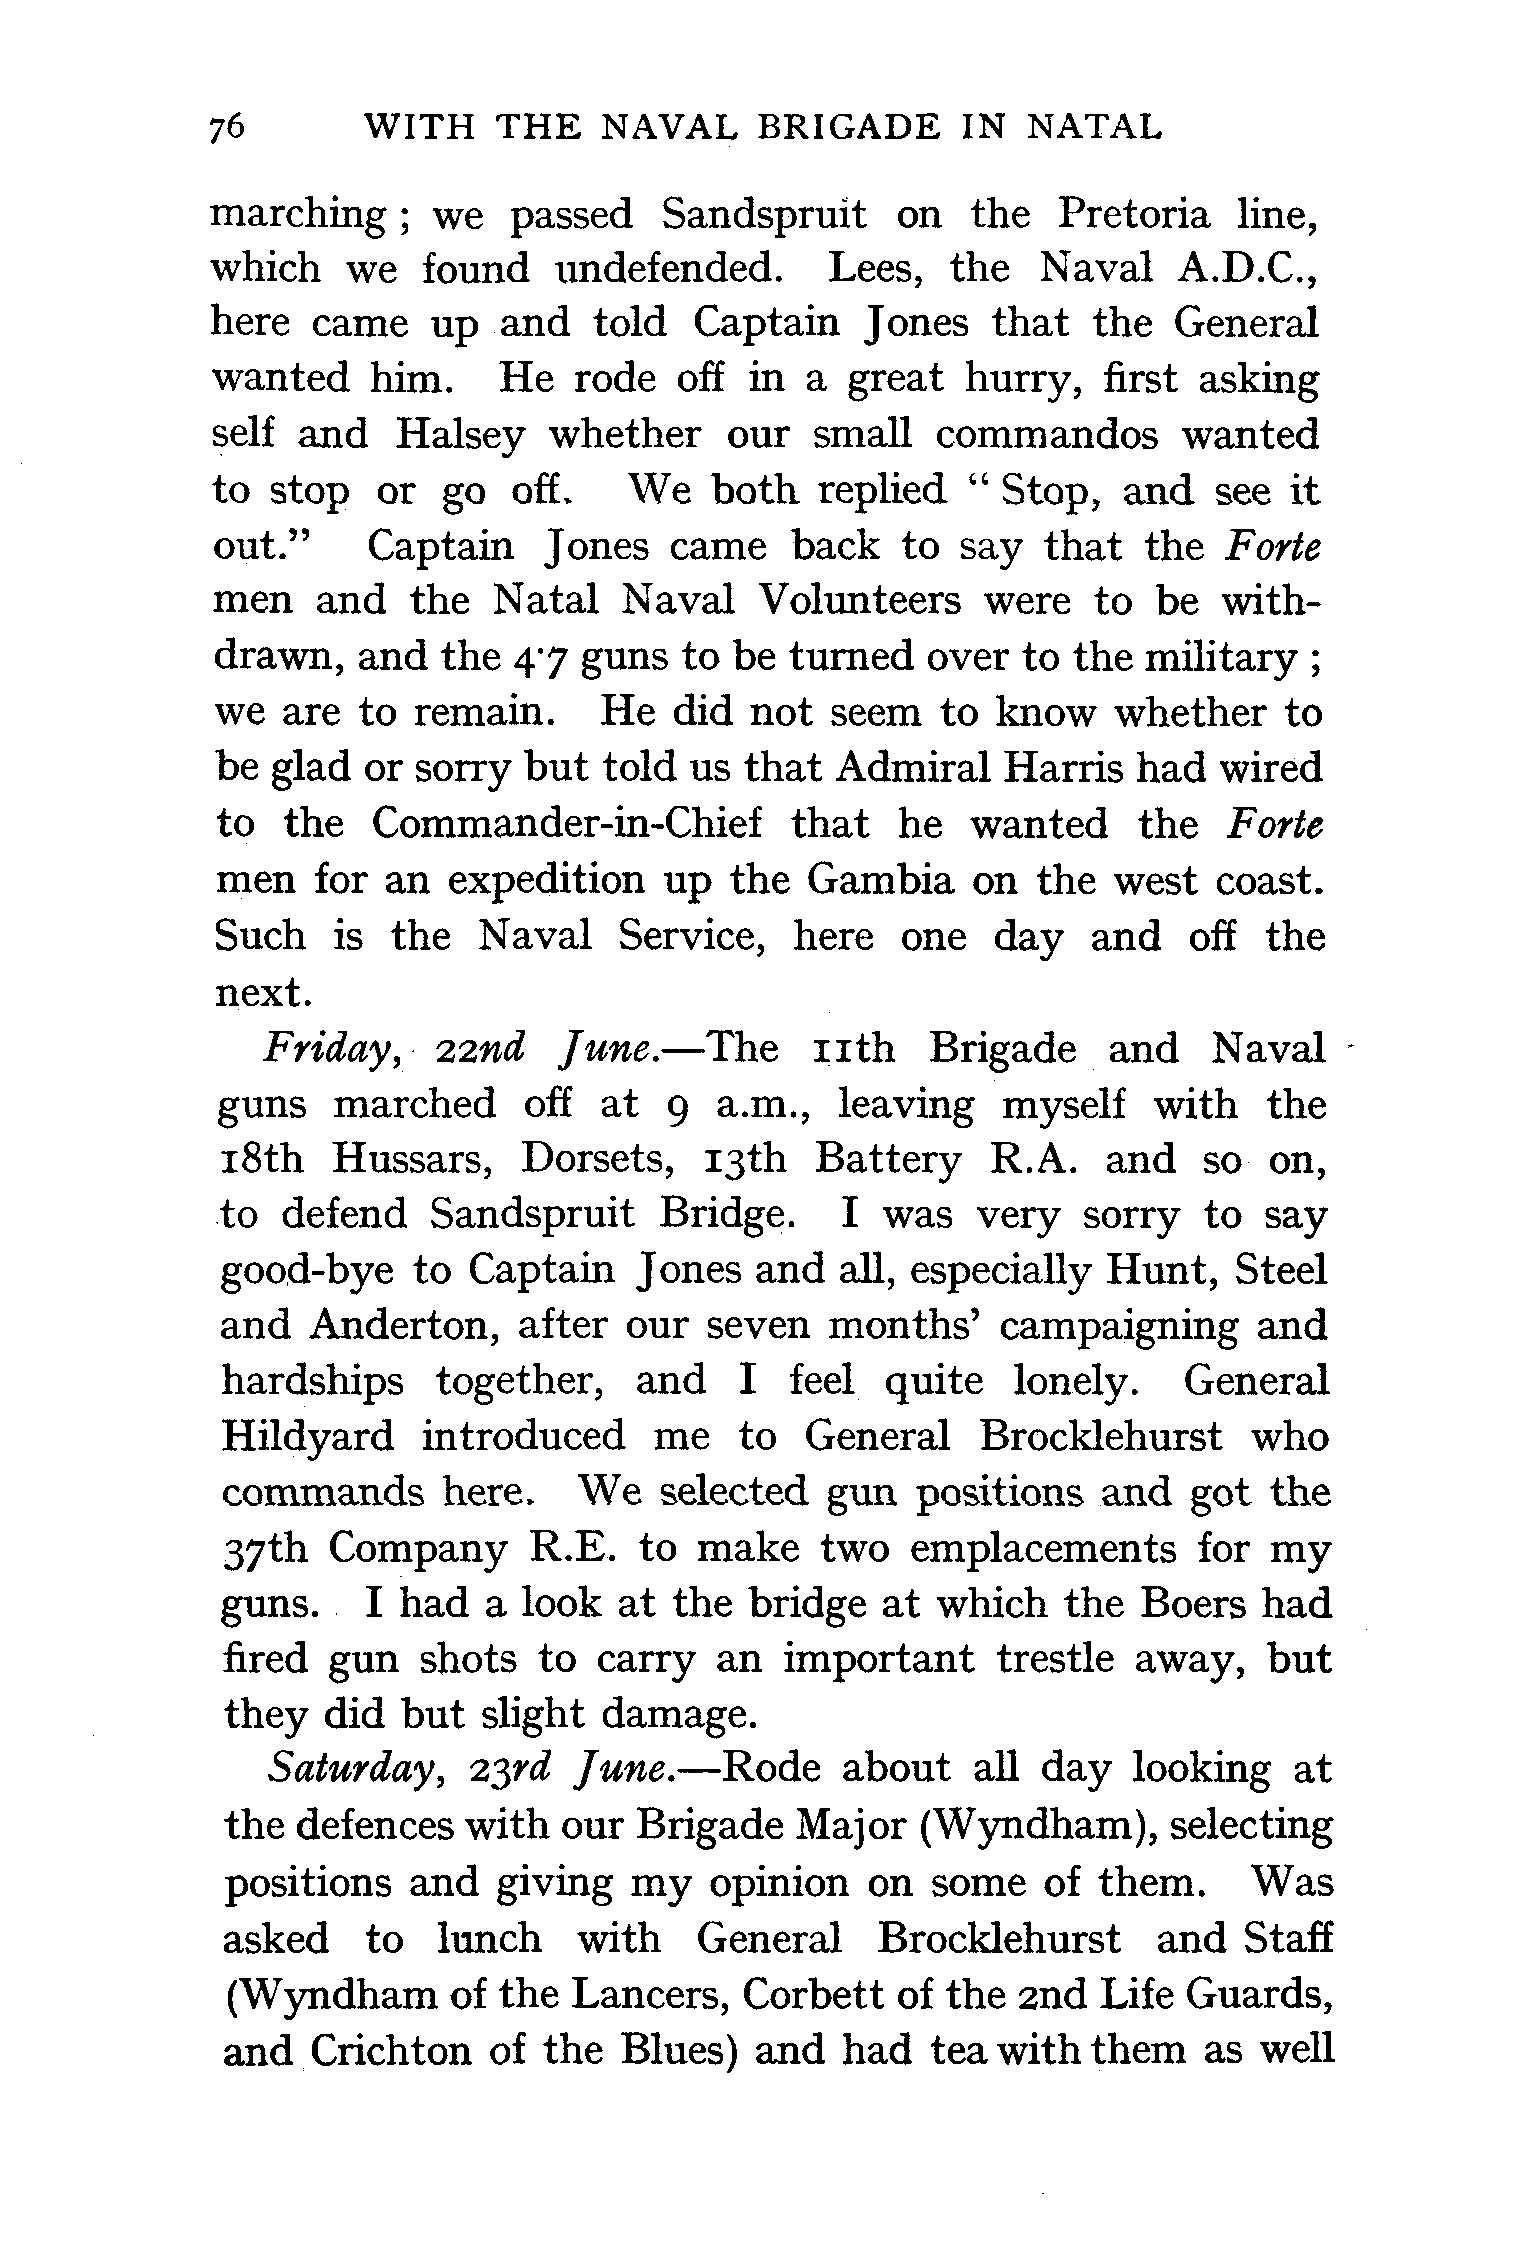 76 WITH THE NAVAL BRIGADE IN NATAL
marching ; we passed Sandspruit on the Pretoria line,
which we found undefended. Lees, the Naval A.D.C.,
here came up and told Captain Jones that the General
wanted him. He rode off in a great hurry, first asking
self and Halsey whether our small commandos wanted
to stop or go off. We both replied “ Stop, and see it
out.” Captain Jones came back to say that the Forte
men and the Natal Naval Volunteers were to be with-
drawn, and the 4·7 guns to be turned over to the military ;
we are to remain. He did not seem to know whether to
be glad or sorry but told us that Admiral Harris had wired
to the Commander-in-Chief that he wanted the Forte
men for an expedition up the Gambia on the west coast.
Such is the Naval Service, here one day and off the
next.
Friday, 22nd June.—The 11th Brigade and Naval
guns marched off at 9 a.m., leaving myself with the
18th Hussars, Dorsets, 13th Battery R.A. and so on,
to defend Sandspruit Bridge. I was very sorry to say
good-bye to Captain Jones and all, especially Hunt, Steel
and Anderton, after our seven months’ campaigning and
hardships together, and I feel quite lonely. General
Hildyard introduced me to General Brocklehurst who
commands here. We selected gun positions and got the
37th Company R.E. to make two emplacements for my
guns. I had a look at the bridge at which the Boers had
fired gun shots to carry an important trestle away, but
they did but slight damage.
Saturday, 23rd June.—Rode about all day looking at
the defences with our Brigade Major (Wyndham), selecting
positions and giving my opinion on some of them. Was
asked to lunch with General Brocklehurst and Staff
(Wyndham of the Lancers, Corbett of the 2nd Life Guards,
and Crichton of the Blues) and had tea with them as well